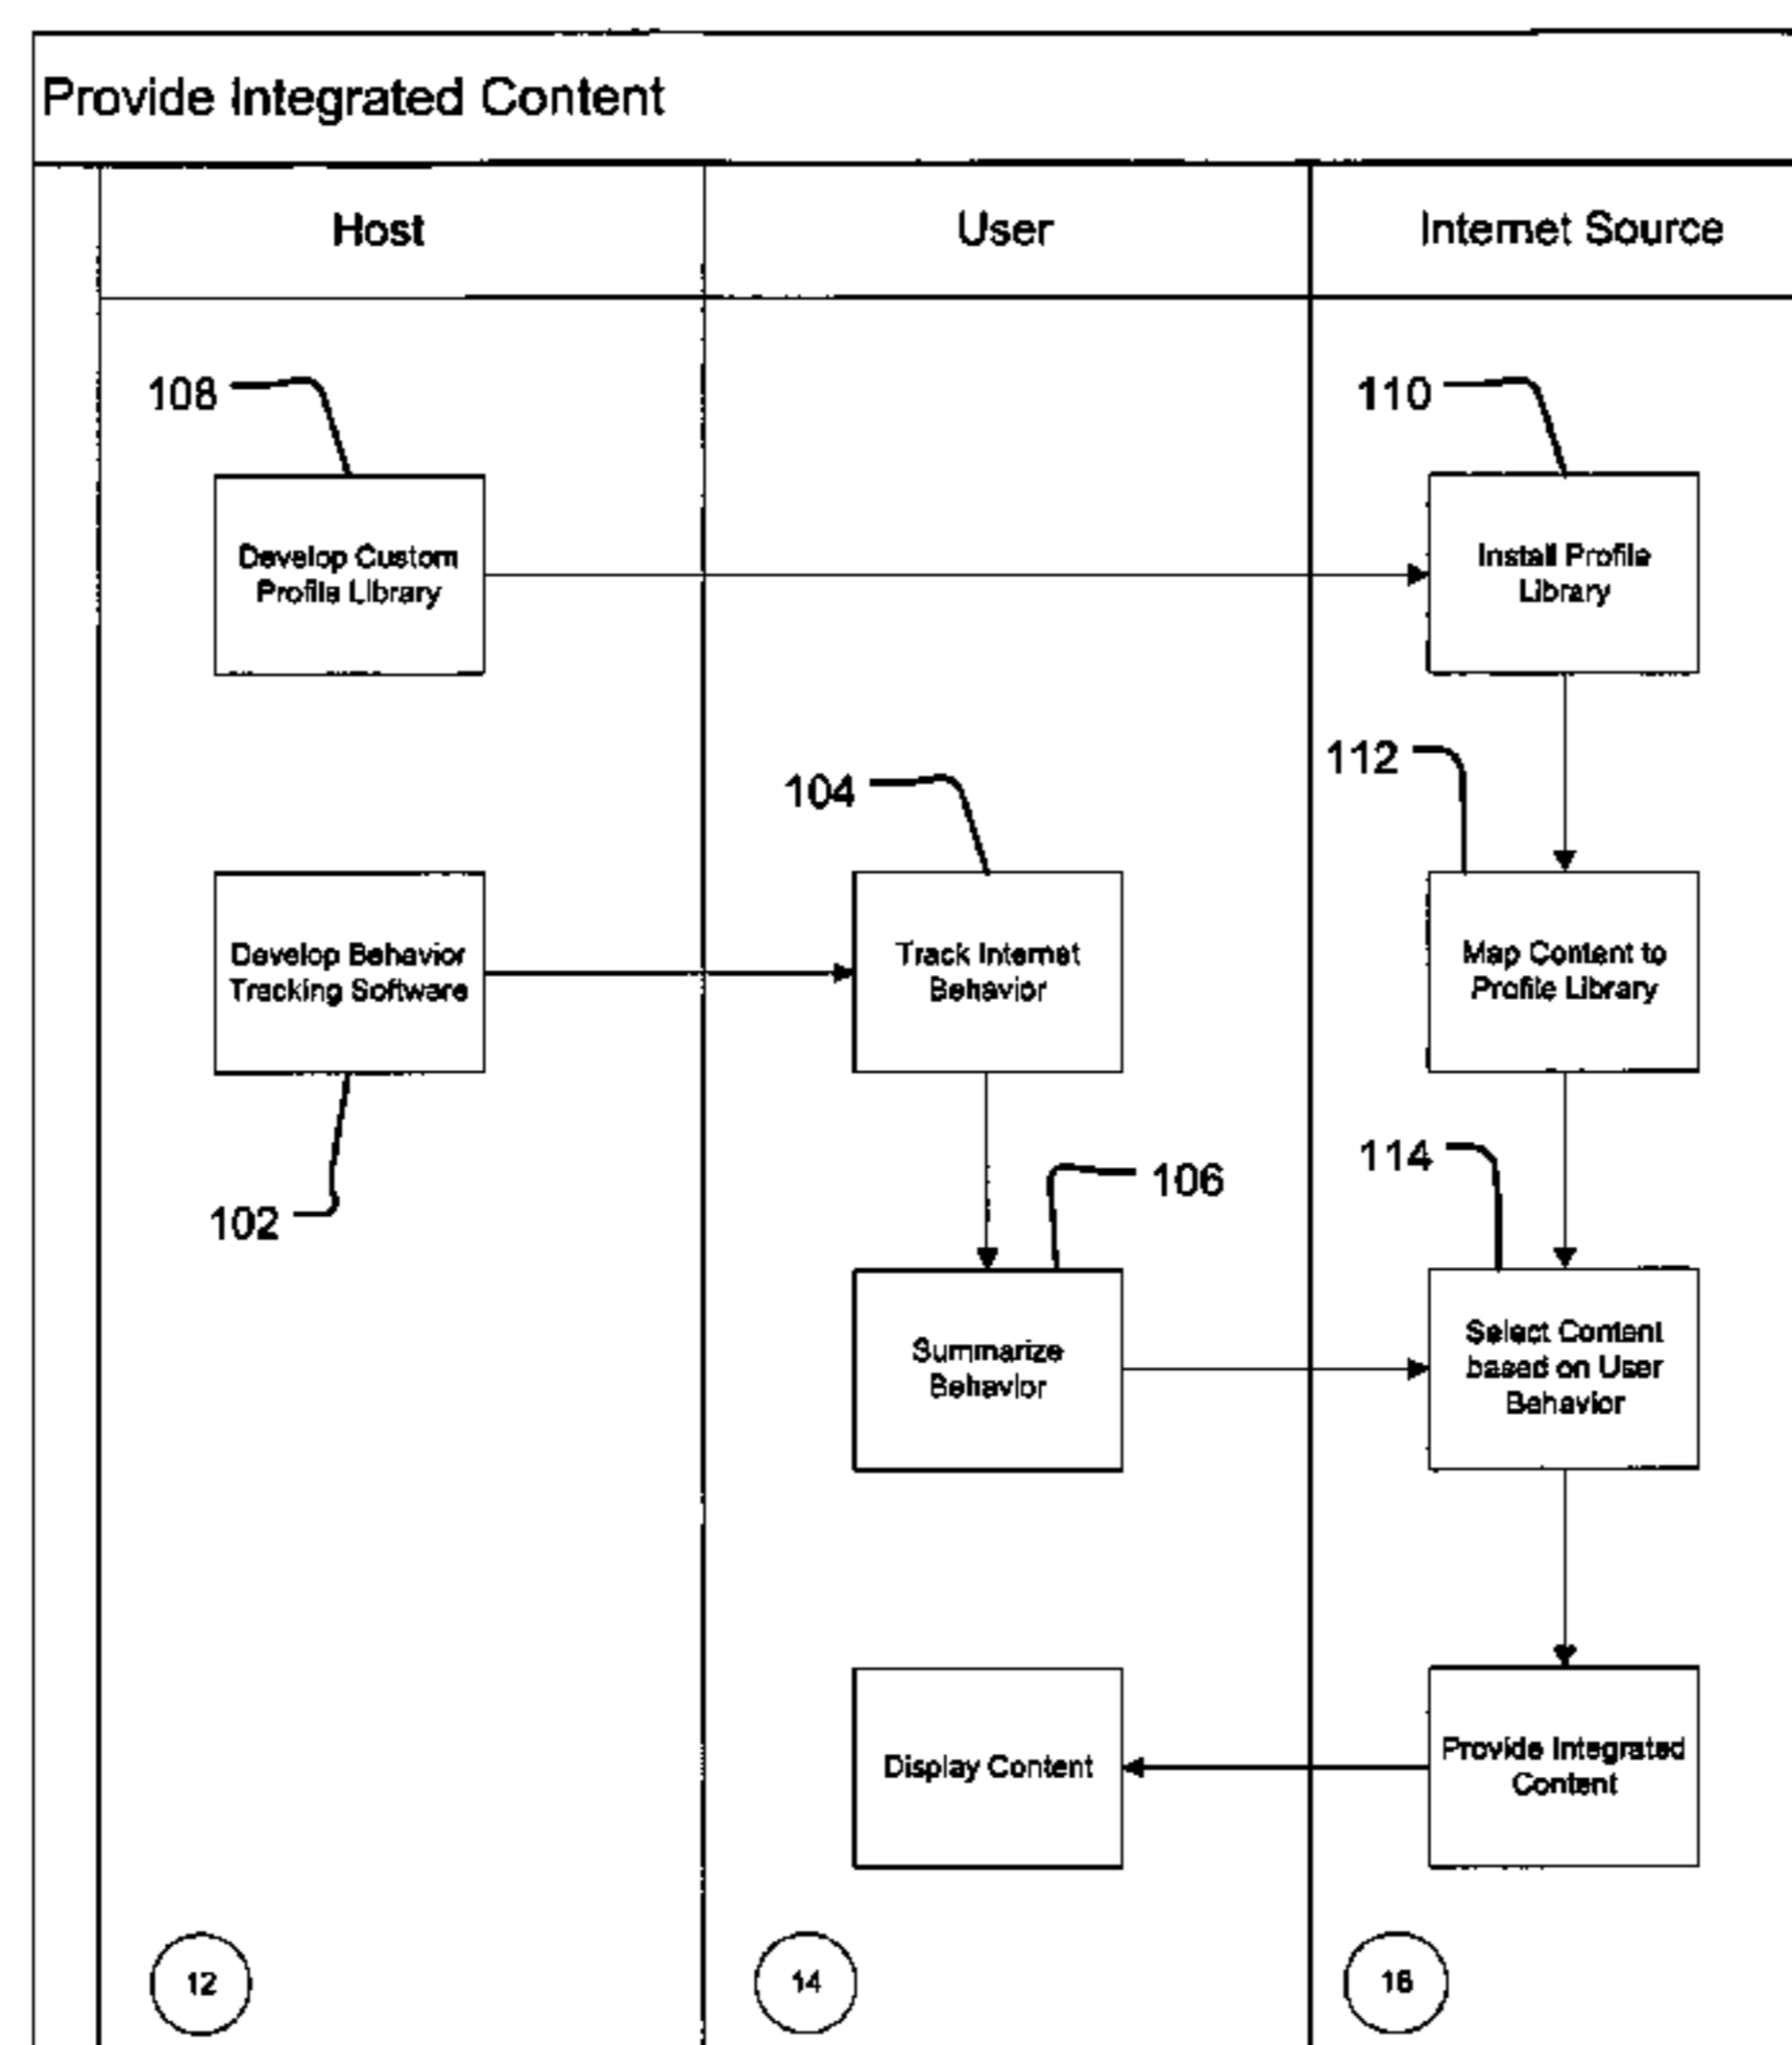 Provide Integrated Content
Host
User
Internet Source
108
110
Develop Custom
Profile Library
Install Profile
Library
112
104
Develop Behavior
Tracking Software
Track Internet
Behavior
Map Content to
Profile Library
102
106
114
Summarize
Behavior
Select Content
based on User
Behavior
Display Content
Provide Integrated
Content
12
14
16